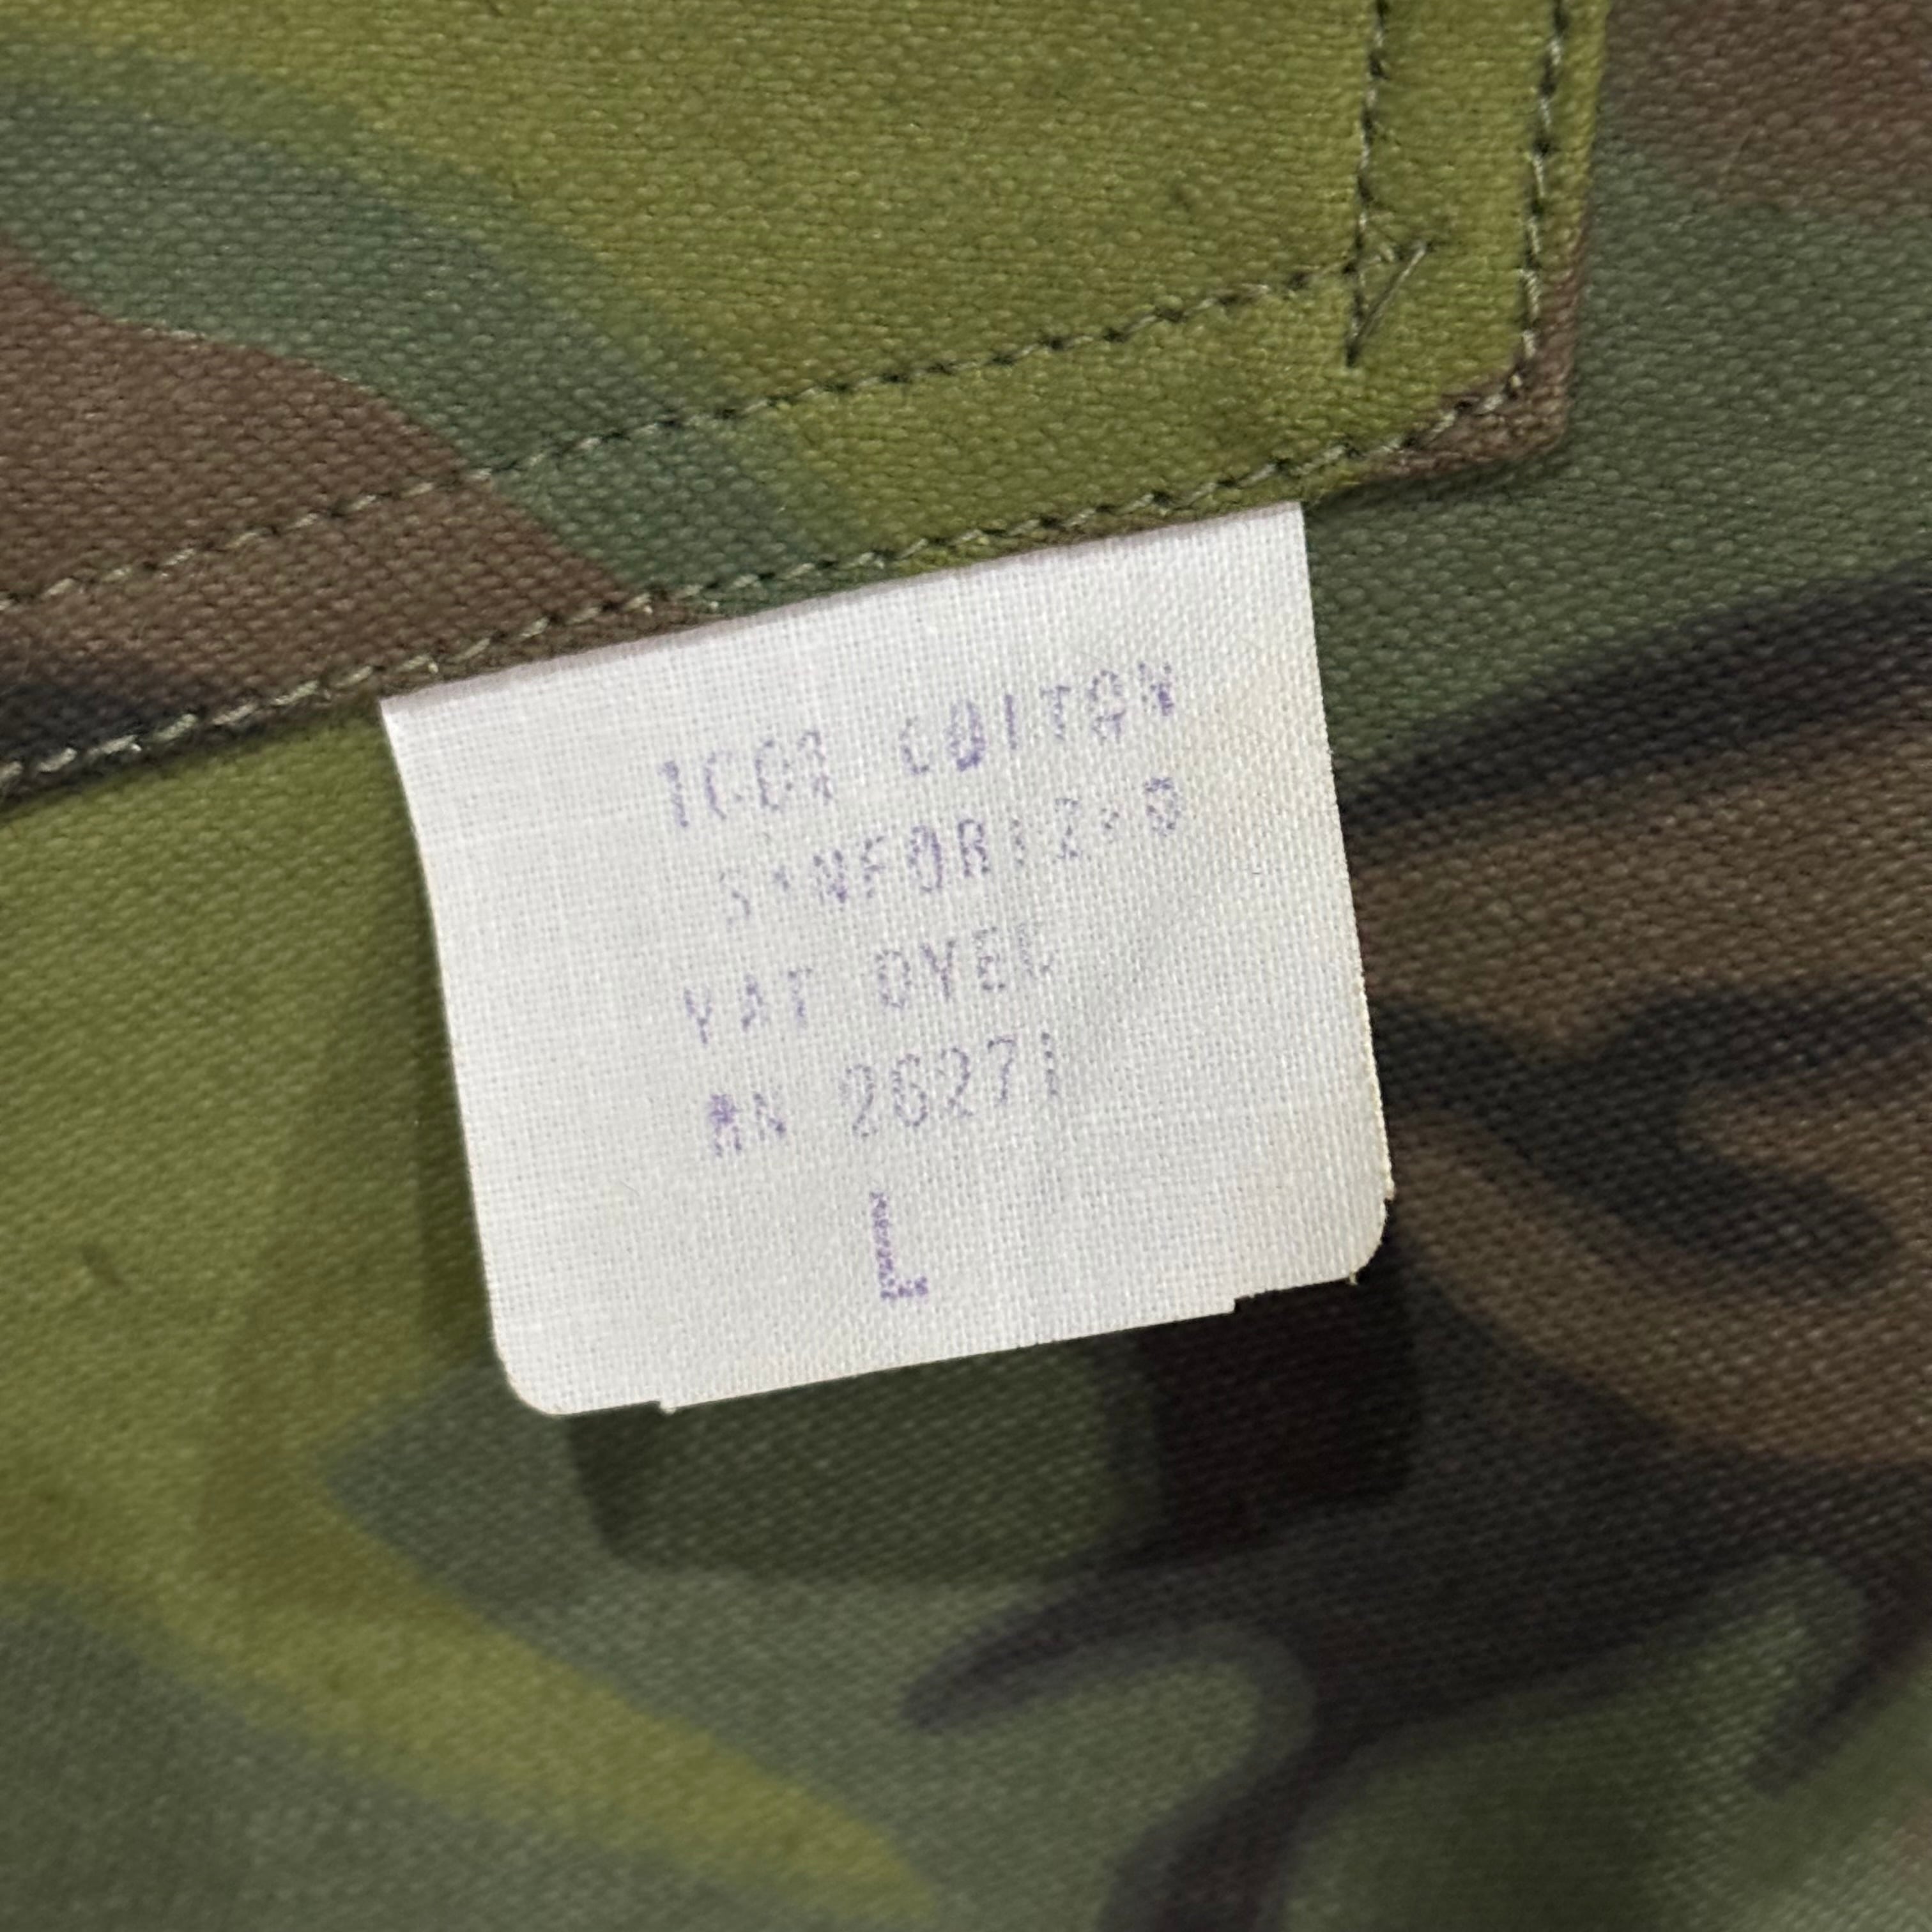 100% COTTON
SANFORIZED
VAT DYED
RN 26271
L